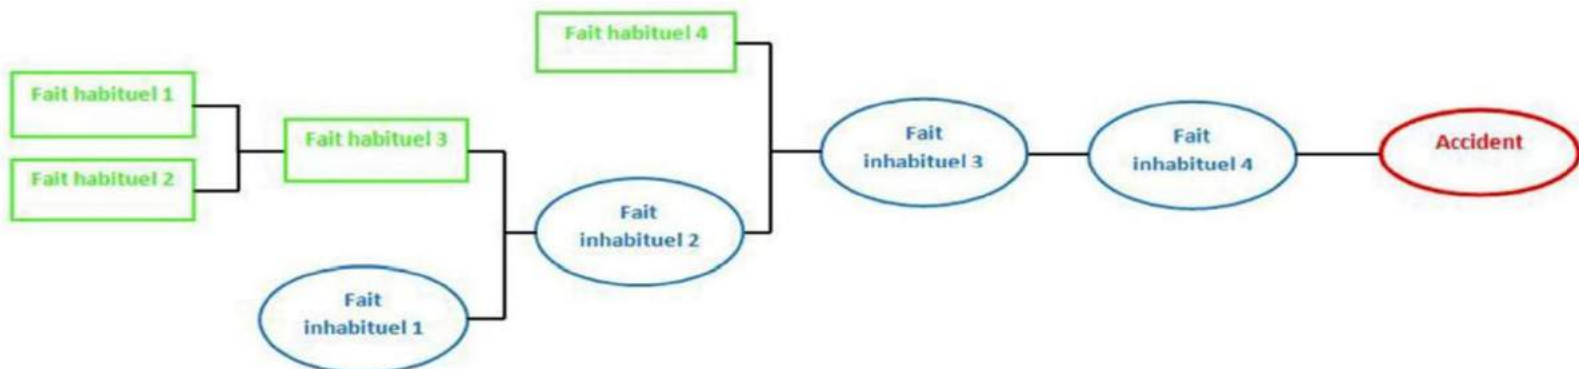 Fait habituel 4
Fait habituel 1
Fait habituel 3
Fait habituel 2
Fait
inhabituel 3
Fait
inhabituel 4
Accident
Fait
inhabituel 2
Fait
inhabituel 1